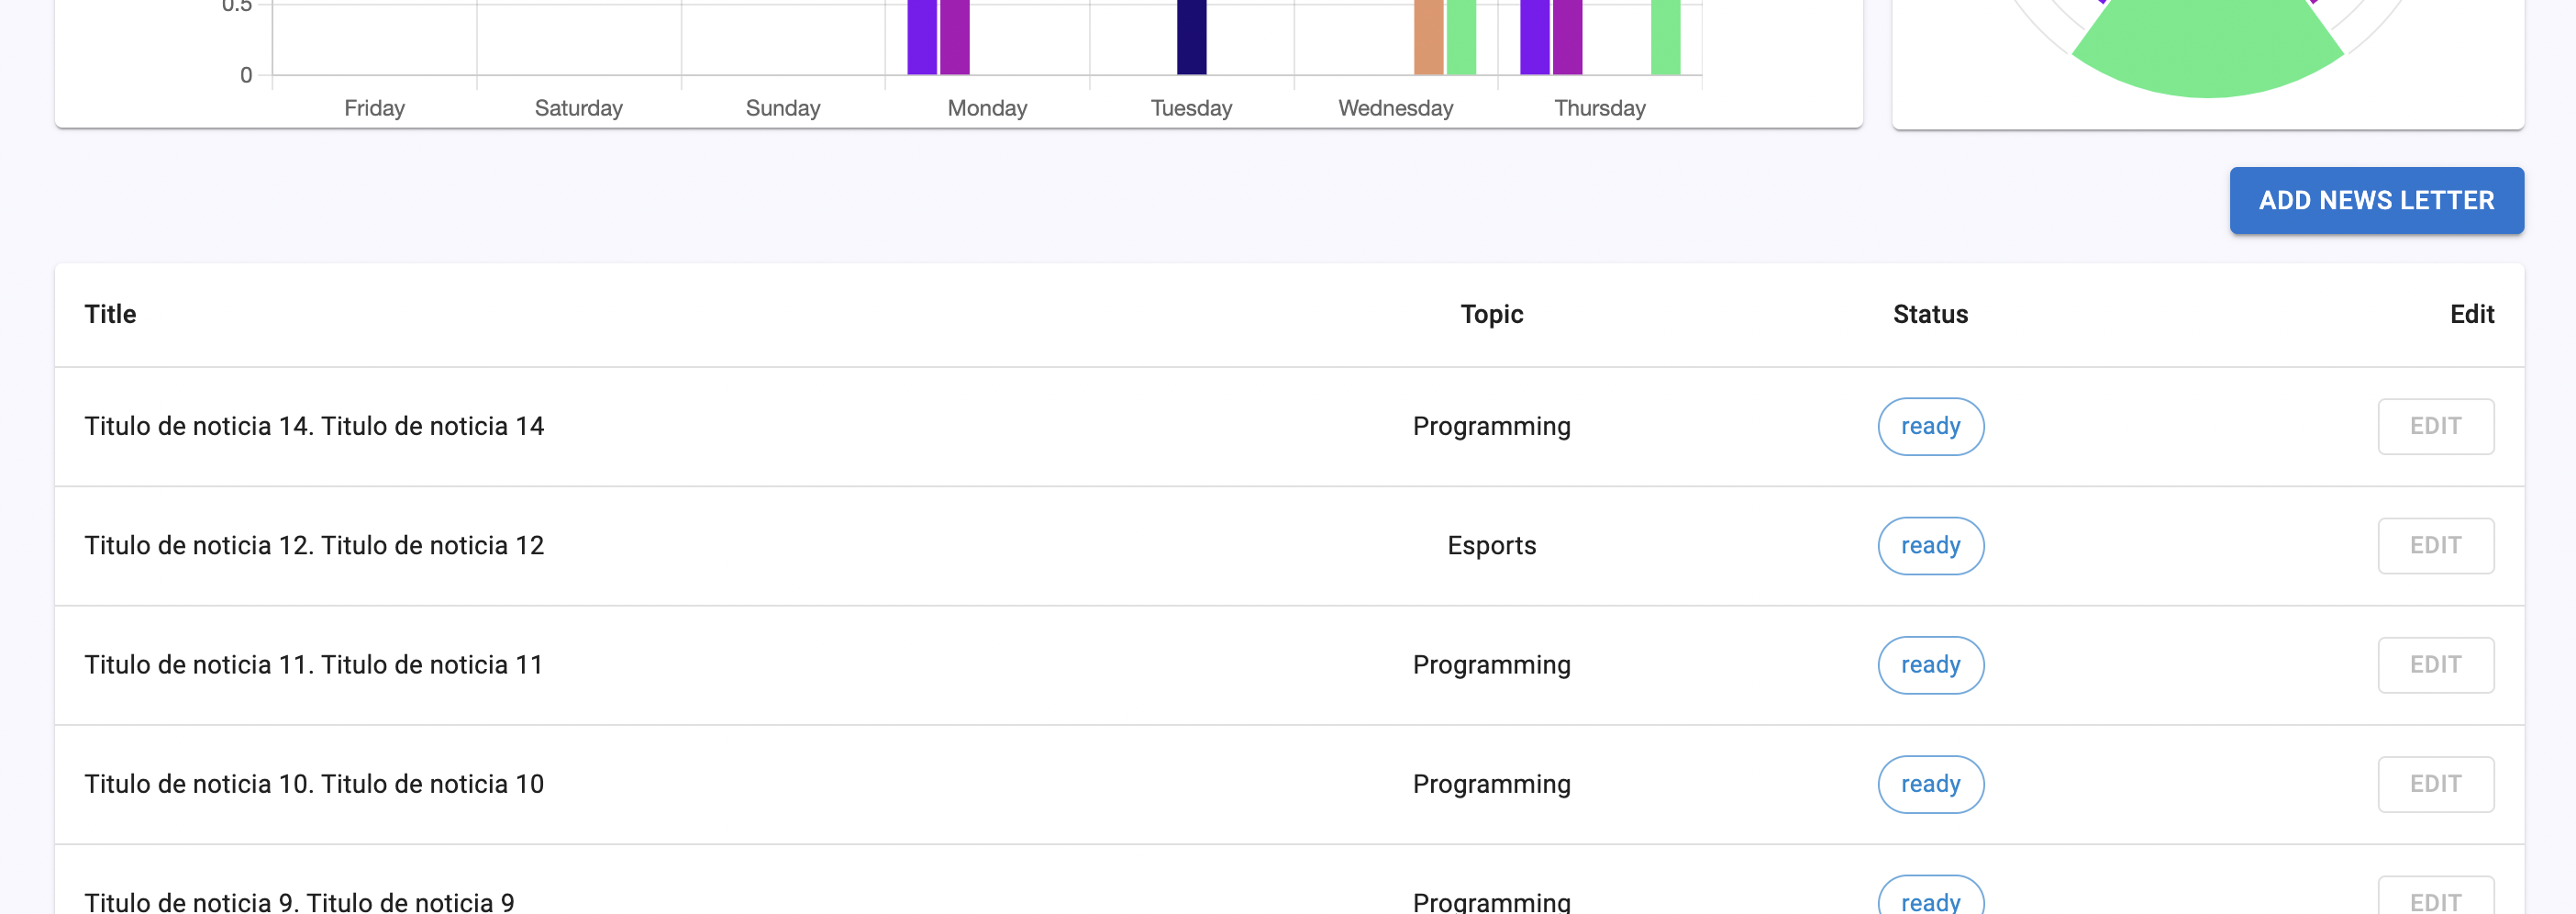 0.5
0
Friday Saturday Sunday Monday Tuesday Wednesday Thursday
ADD NEWS LETTER
Title Topic Status Edit
Titulo de noticia 14. Titulo de noticia 14 Programming ready EDIT
Titulo de noticia 12. Titulo de noticia 12 Esports ready EDIT
Titulo de noticia 11. Titulo de noticia 11 Programming ready EDIT
Titulo de noticia 10. Titulo de noticia 10 Programming ready EDIT
Titulo de noticia 9. Titulo de noticia 9 Programming ready EDIT